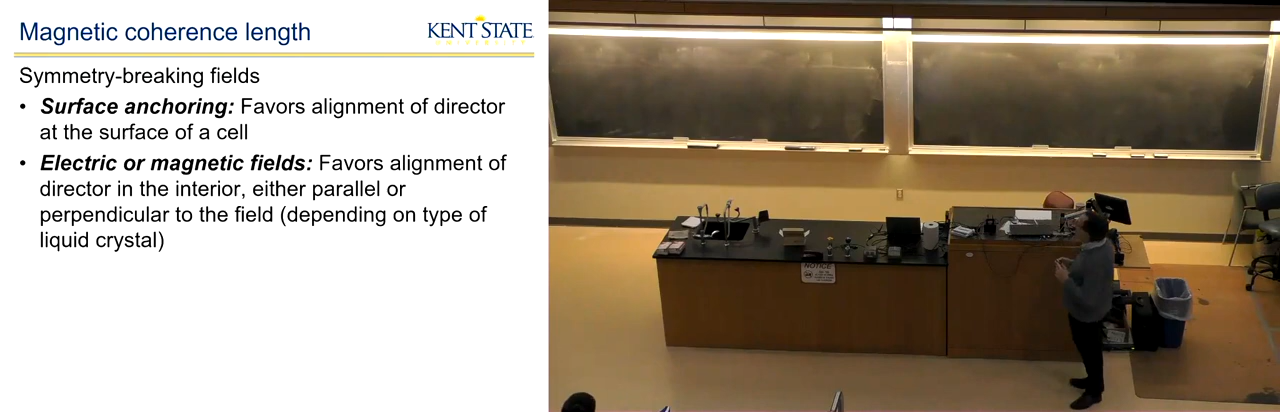 Magnetic coherence length
KENT STATE
UNIVERSITY
Symmetry-breaking fields
• Surface anchoring: Favors alignment of director
at the surface of a cell
• Electric or magnetic fields: Favors alignment of
director in the interior, either parallel or
perpendicular to the field (depending on type of
liquid crystal)
NOTICE